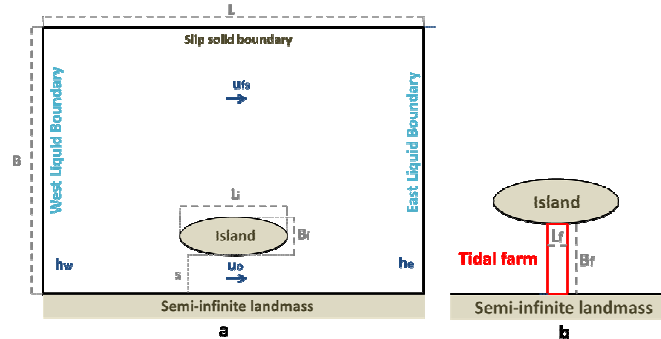 L
Slip solid boundary
ufs
West Liquid Boundary
East Liquid Boundary
B
Li
Island
Bi
hw
s
uo
he
Semi-infinite landmass
a
Island
Lf
Tidal farm
Bf
Semi-infinite landmass
b